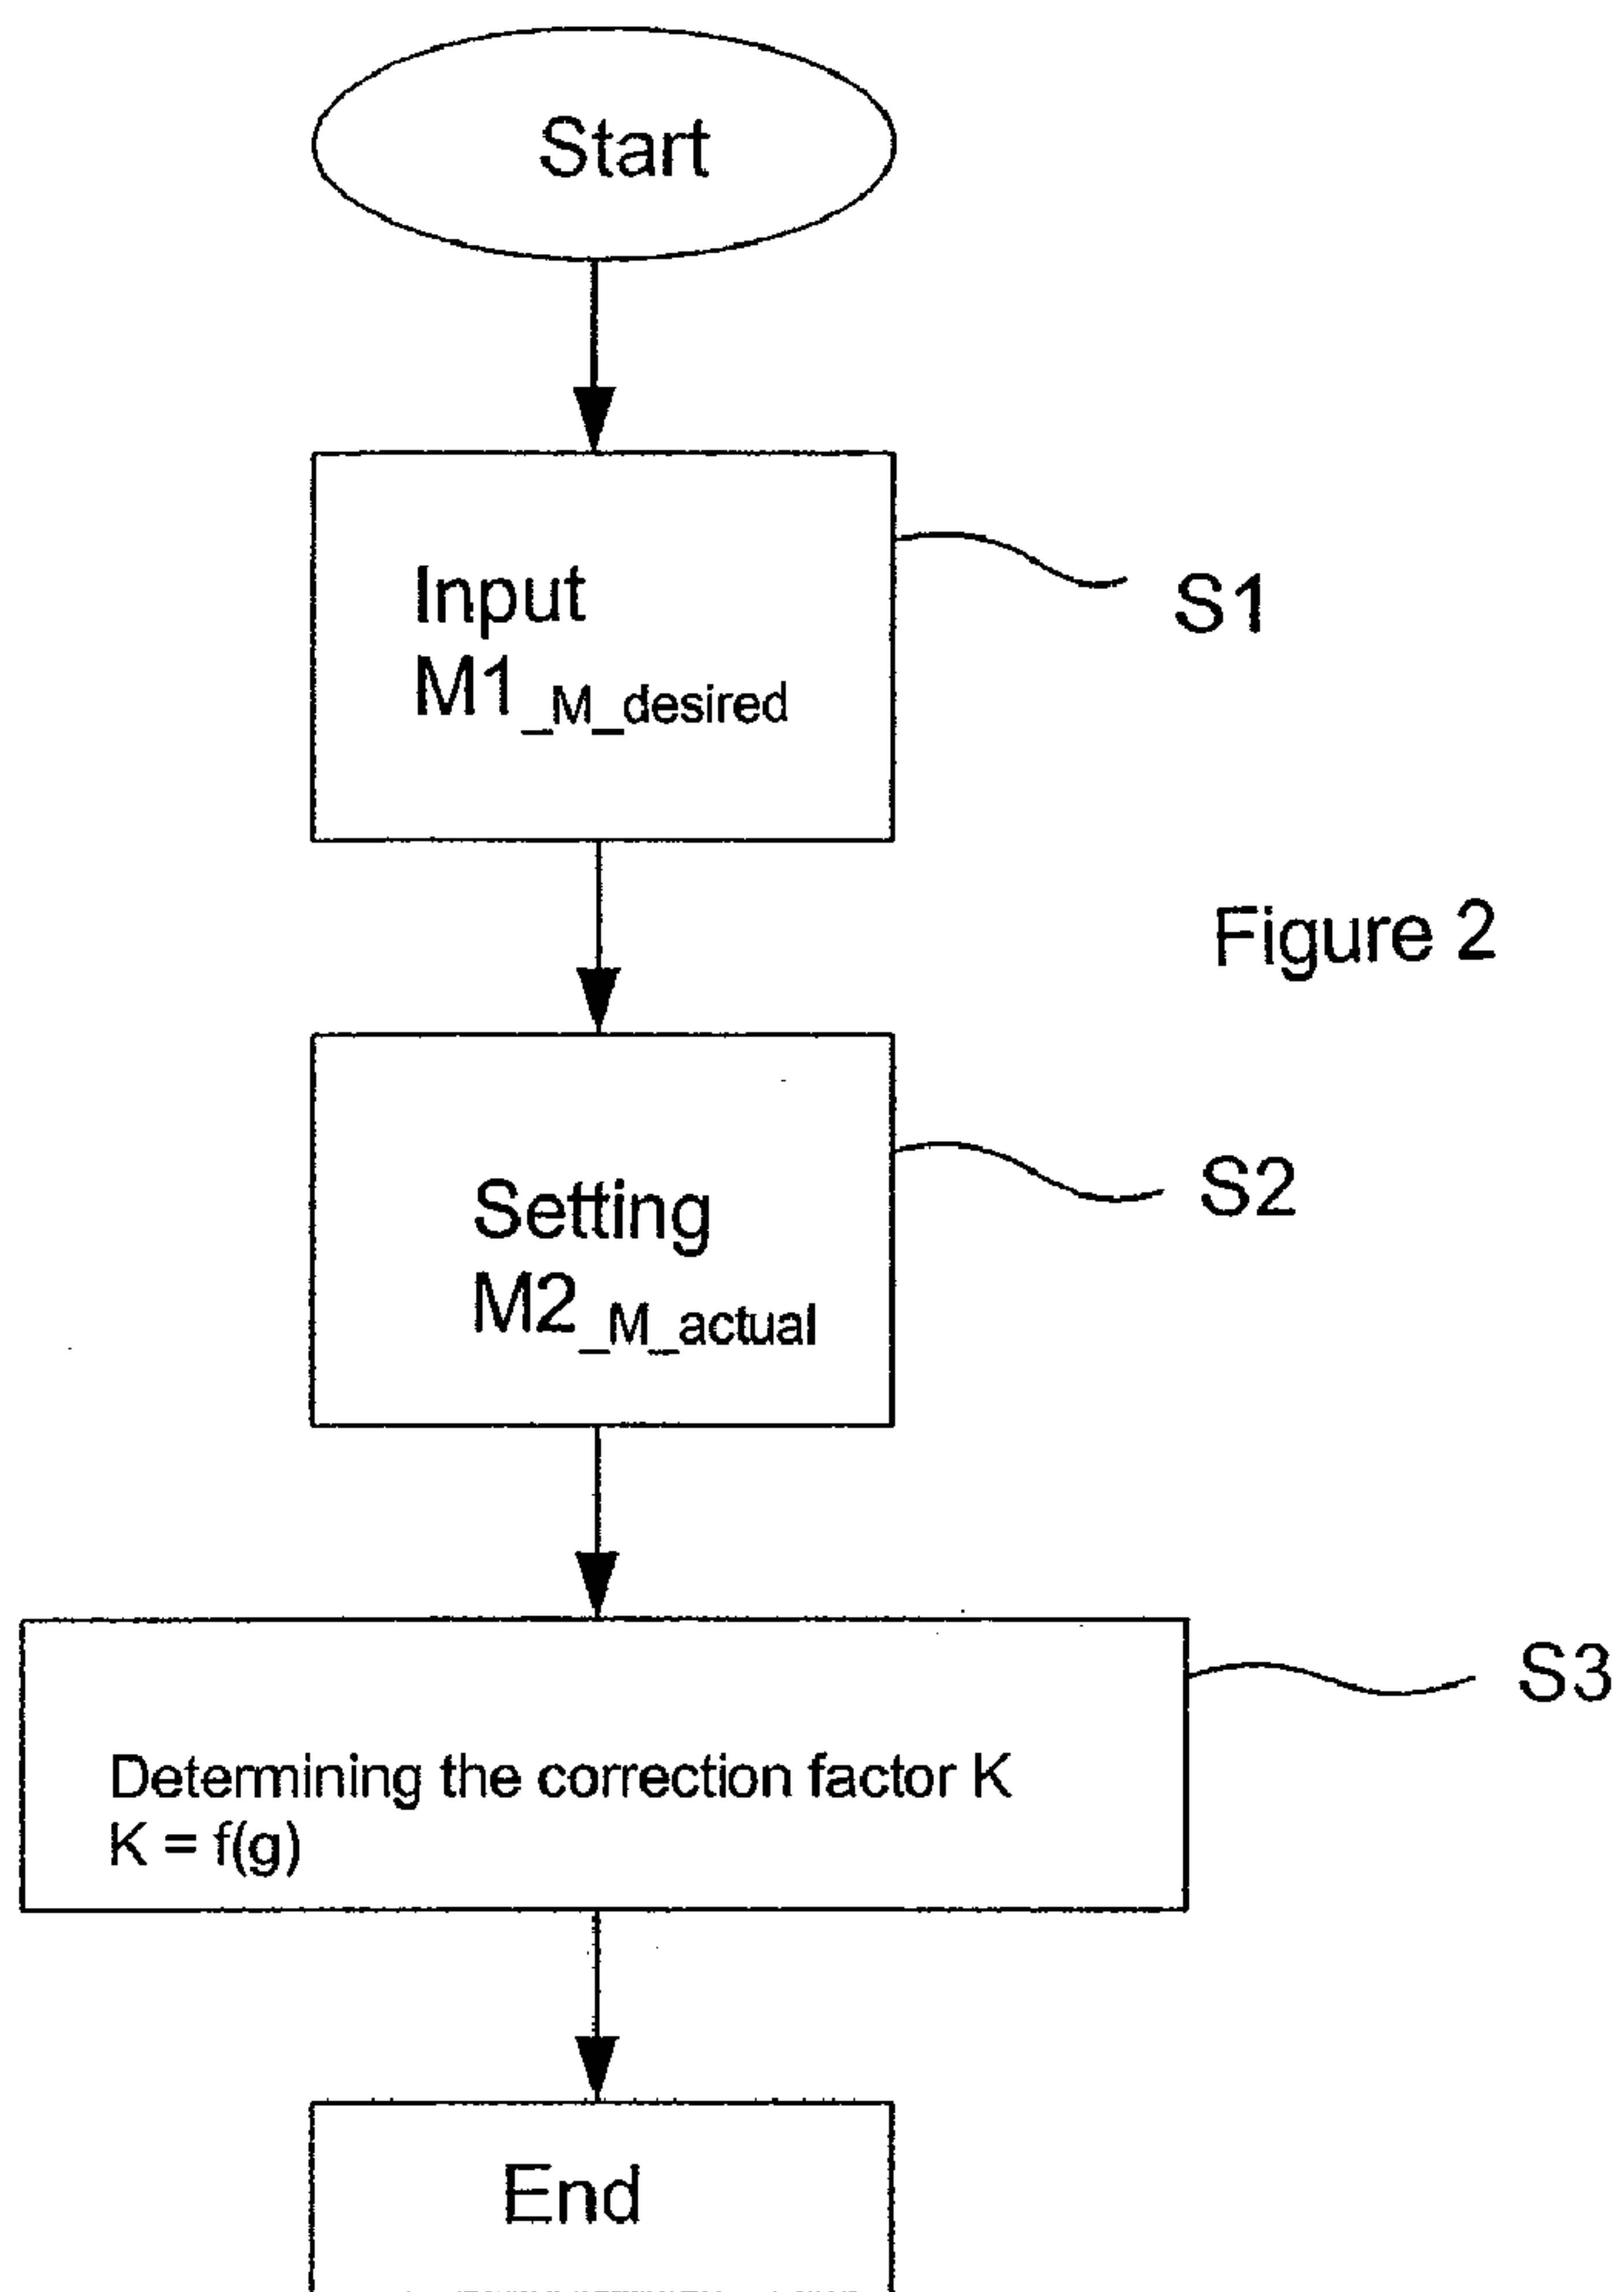 Start
Input
M1_M_desired
S1
Figure 2
Setting
M2_M_actual
S2
S3
Determining the correction factor K
K = f(g)
End